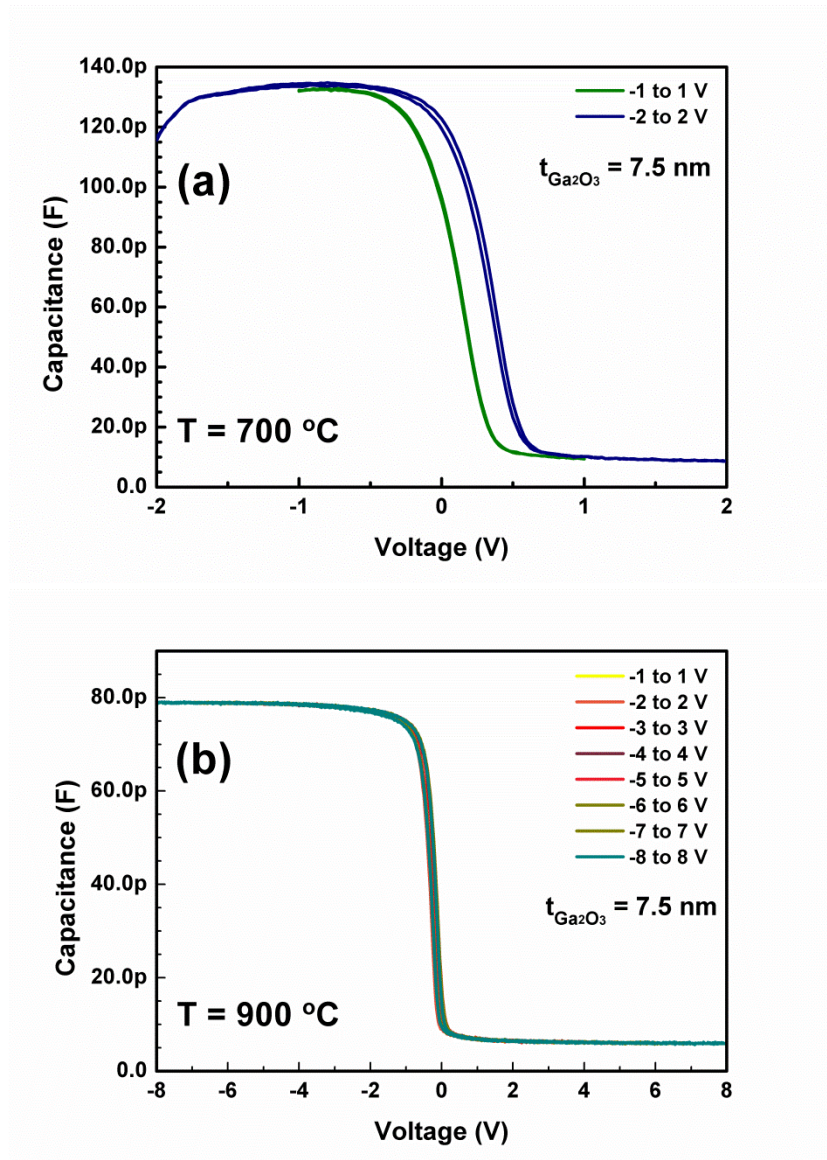 140.0p
120.0p
100.0p
80.0p
60.0p
40.0p
20.0p
0.0
Capacitance (F)
-1 to 1 V
-2 to 2 V
t Ga2O3 = 7.5 nm
(a)
T = 700 °C
-2 -1 0 1 2
Voltage (V)
80.0p
60.0p
40.0p
20.0p
0.0
Capacitance (F)
-1 to 1 V
-2 to 2 V
-3 to 3 V
-4 to 4 V
-5 to 5 V
-6 to 6 V
-7 to 7 V
-8 to 8 V
t Ga2O3 = 7.5 nm
(b)
T = 900 °C
-8 -6 -4 -2 0 2 4 6 8
Voltage (V)